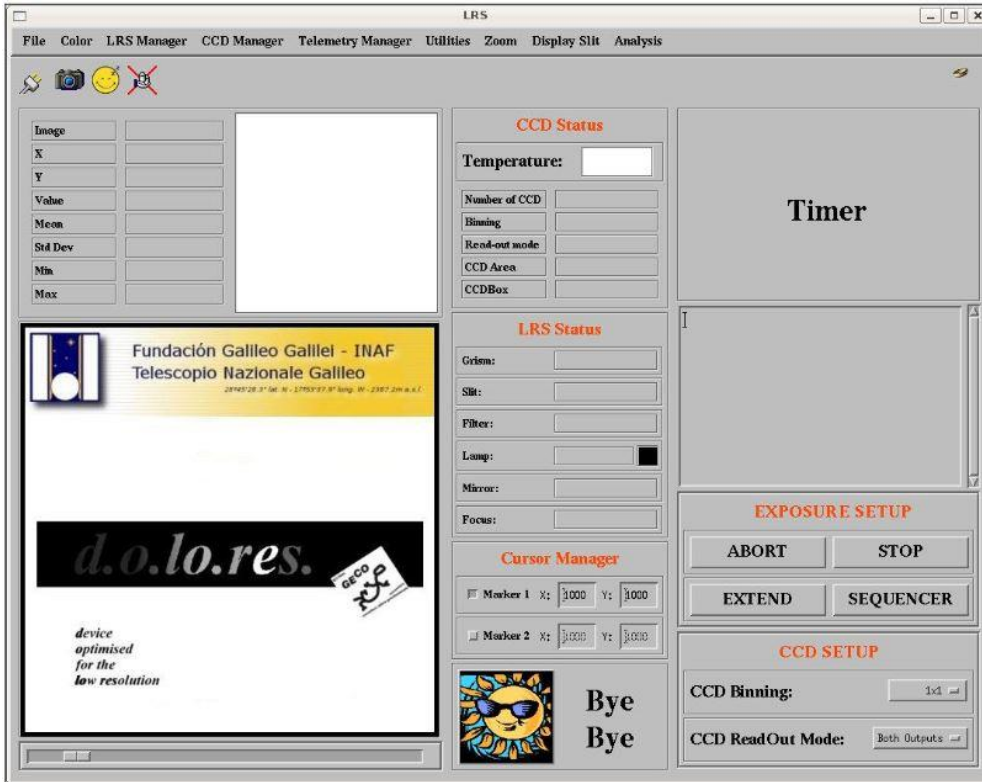 LRS
File Color LRS Manager CCD Manager Telemetry Manager Utilities Zoom Display Slit Analysis
Image
X
Y
Value
Mean
Std Dev
Min
Max
Fundación Galileo Galilei - INAF
Telescopio Nazionale Galileo
d.o.lo.res.
GECO
device
optimised
for the
low resolution
CCD Status
Temperature:
Number of CCD
Binning
Read-out mode
CCD Area
CCDBox
LRS Status
Grism:
Slit:
Filter:
Lamp:
Mirror:
Focus:
Cursor Manager
Marker 1 X: 1000 Y: 1000
Marker 2 X: 1000 Y: 1000
Bye
Bye
Timer
EXPOSURE SETUP
ABORT STOP
EXTEND SEQUENCER
CCD SETUP
CCD Binning: 1x1
CCD ReadOut Mode: Both Outputs